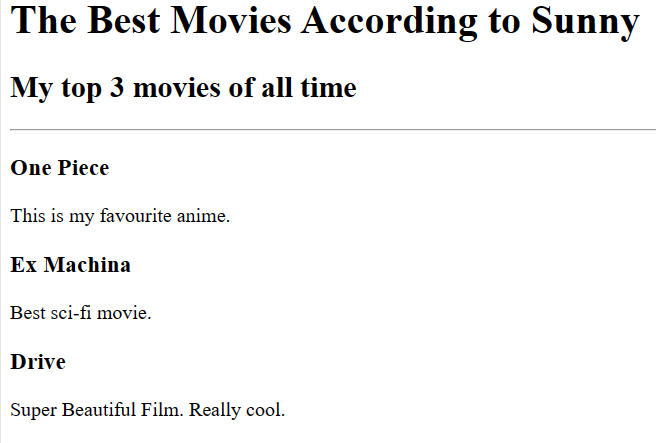 The Best Movies According to Sunny
My top 3 movies of all time
One Piece
This is my favourite anime.
Ex Machina
Best sci-fi movie.
Drive
Super Beautiful Film. Really cool.